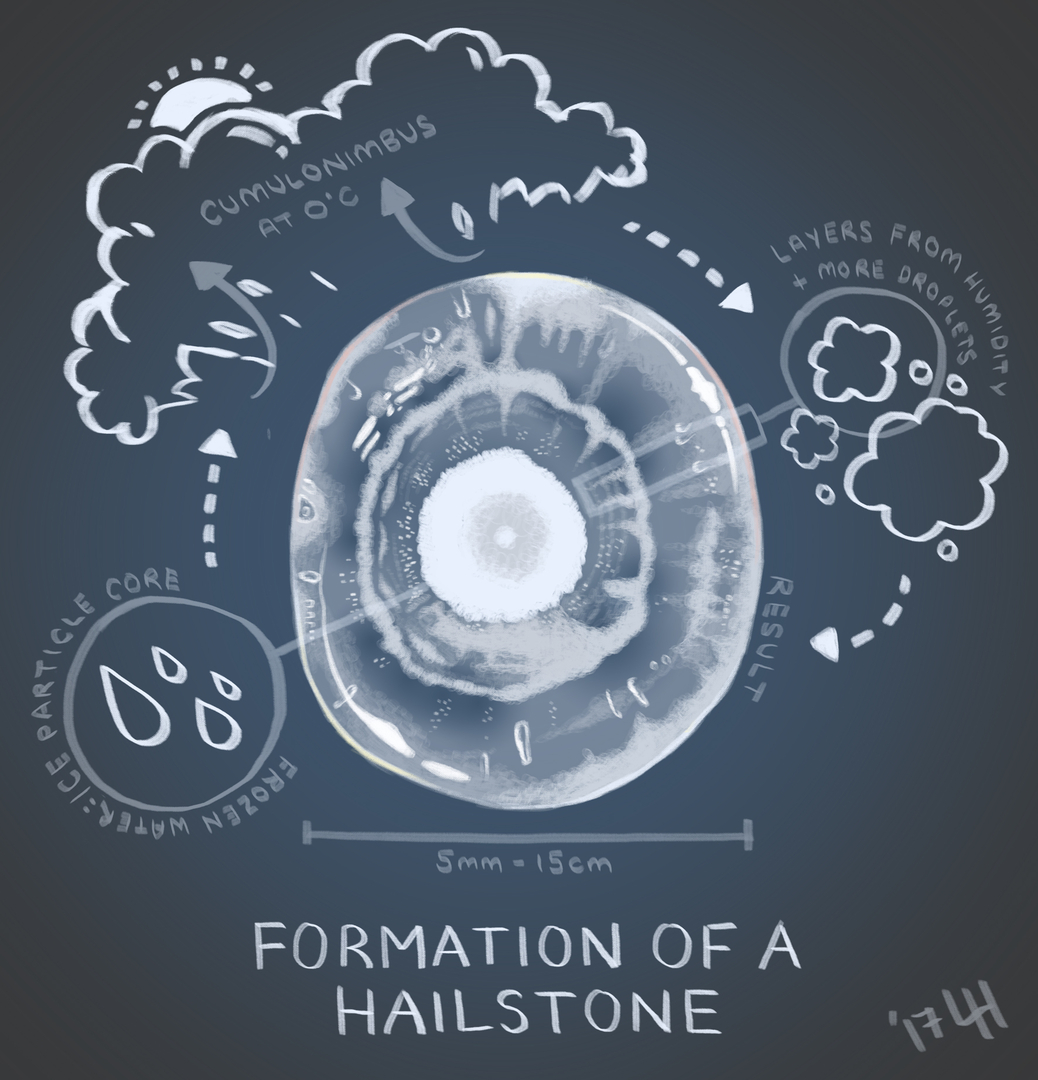 CUMULONIMBUS
AT 0°C
LAYERS FROM HUMIDITY
+ MORE DROPLETS
FROZEN WATER: ICE PARTICLE CORE
RESULT
5mm - 15cm
FORMATION OF A
HAILSTONE
'17 LH